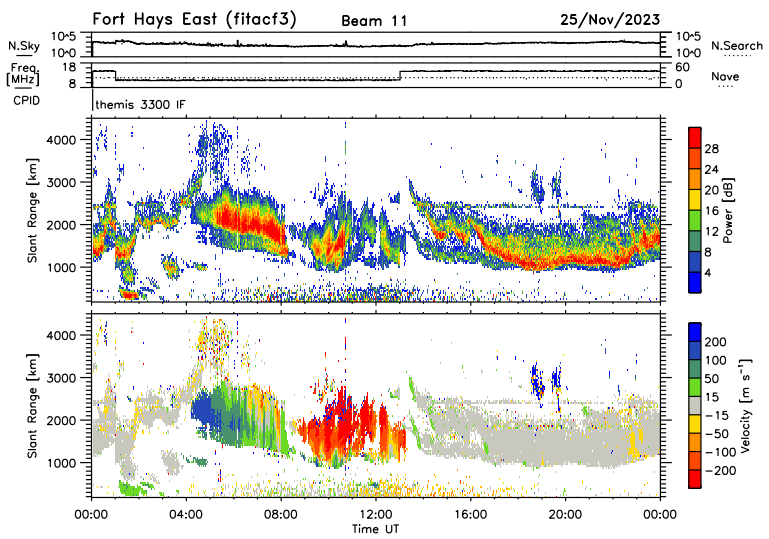 Fort Hays East (fitacf3) Beam 11 25/Nov/2023
N.Sky 10^5 10^0 10^5 10^0 N.Search
Freq. [MHz] 18 8 60 0 Nave
CPID themis 3300 IF
Slant Range [km] 4000 3000 2000 1000
Power [dB] 28 24 20 16 12 8 4
Slant Range [km] 4000 3000 2000 1000
Velocity [m s⁻¹] 200 100 50 15 −15 −50 −100 −200
00:00 04:00 08:00 12:00 16:00 20:00 00:00
Time UT